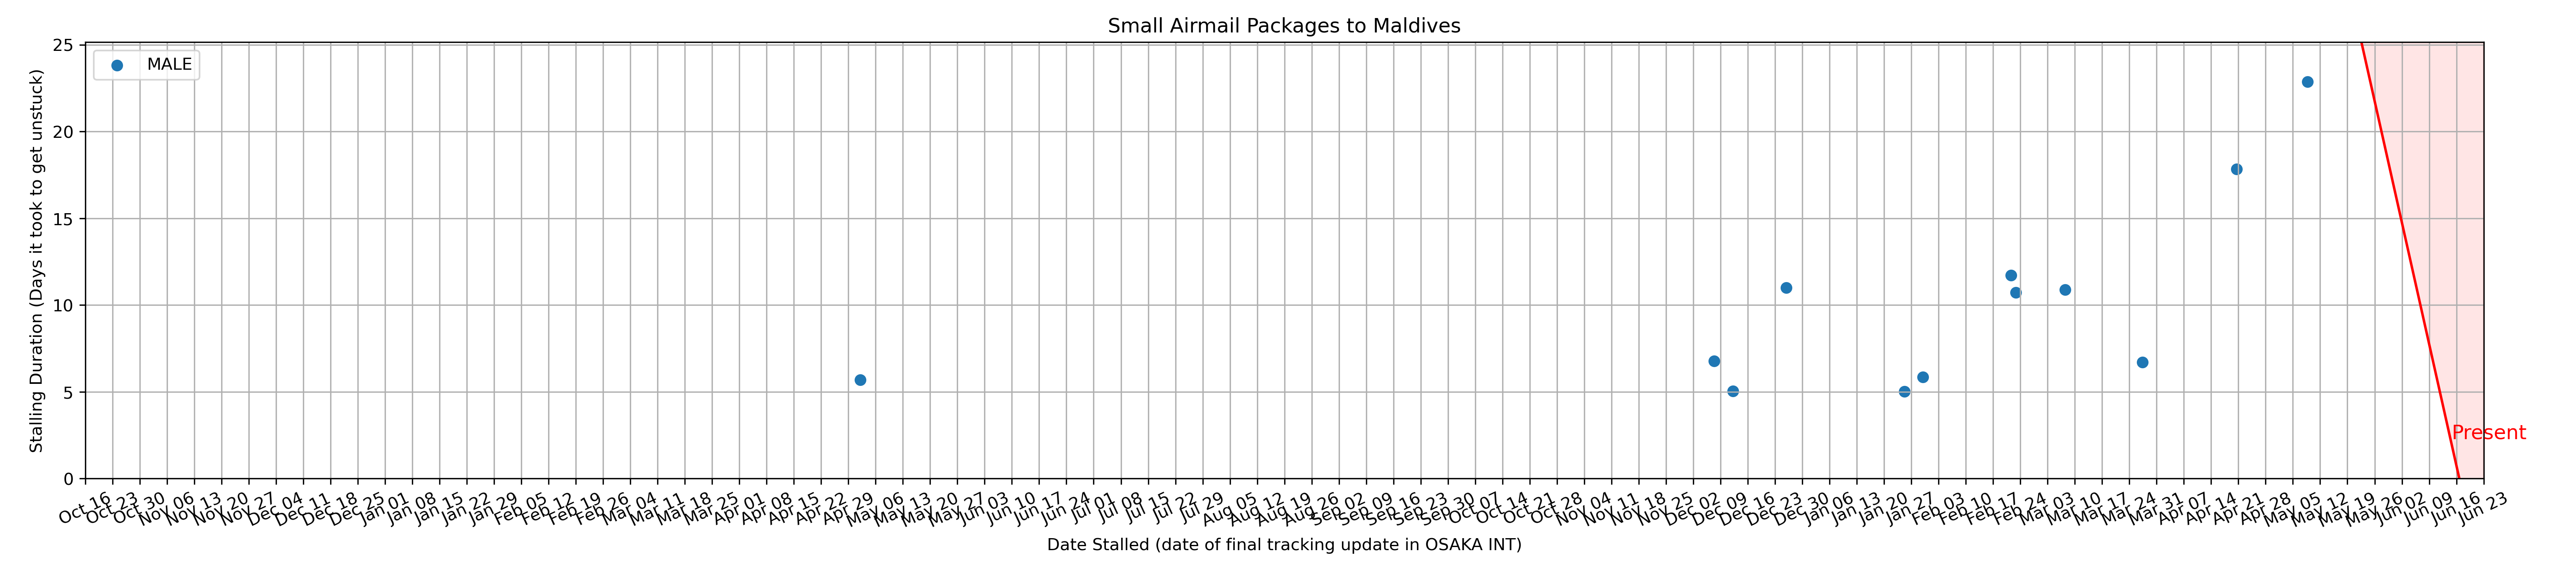 Small Airmail Packages to Maldives
MALE
Stalling Duration (Days it took to get unstuck)
25
20
15
10
5
0
Present
Oct 16
Oct 23
Oct 30
Nov 06
Nov 13
Nov 20
Nov 27
Dec 04
Dec 11
Dec 18
Dec 25
Jan 01
Jan 08
Jan 15
Jan 22
Jan 29
Feb 05
Feb 12
Feb 19
Feb 26
Mar 04
Mar 11
Mar 18
Mar 25
Apr 01
Apr 08
Apr 15
Apr 22
Apr 29
May 06
May 13
May 20
May 27
Jun 03
Jun 10
Jun 17
Jun 24
Jul 01
Jul 08
Jul 15
Jul 22
Jul 29
Aug 05
Aug 12
Aug 19
Aug 26
Sep 02
Sep 09
Sep 16
Sep 23
Sep 30
Oct 07
Oct 14
Oct 21
Oct 28
Nov 04
Nov 11
Nov 18
Nov 25
Dec 02
Dec 09
Dec 16
Dec 23
Dec 30
Jan 06
Jan 13
Jan 20
Jan 27
Feb 03
Feb 10
Feb 17
Feb 24
Mar 03
Mar 10
Mar 17
Mar 24
Mar 31
Apr 07
Apr 14
Apr 21
Apr 28
May 05
May 12
May 19
May 26
Jun 02
Jun 09
Jun 16
Jun 23
Date Stalled (date of final tracking update in OSAKA INT)